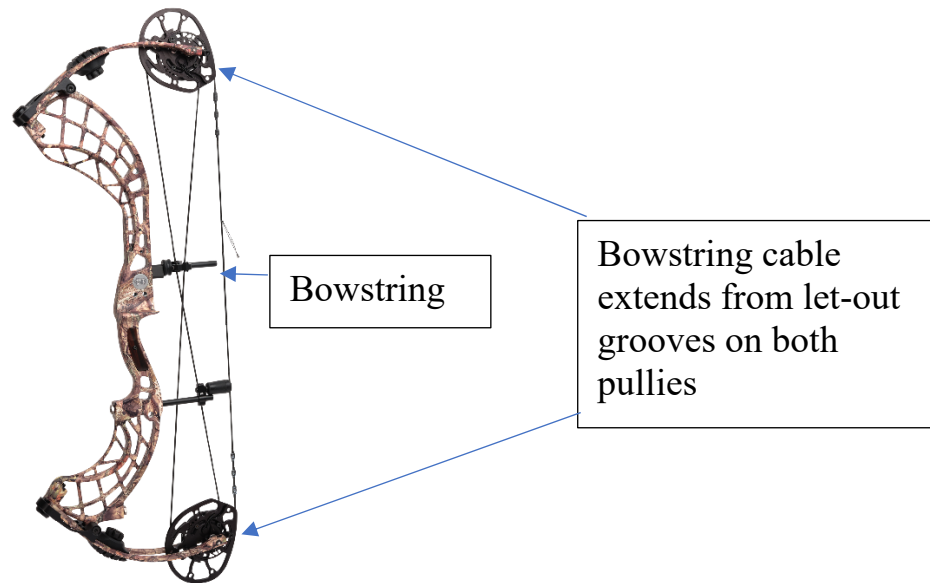 Bowstring
Bowstring cable
extends from let-out
grooves on both
pullies